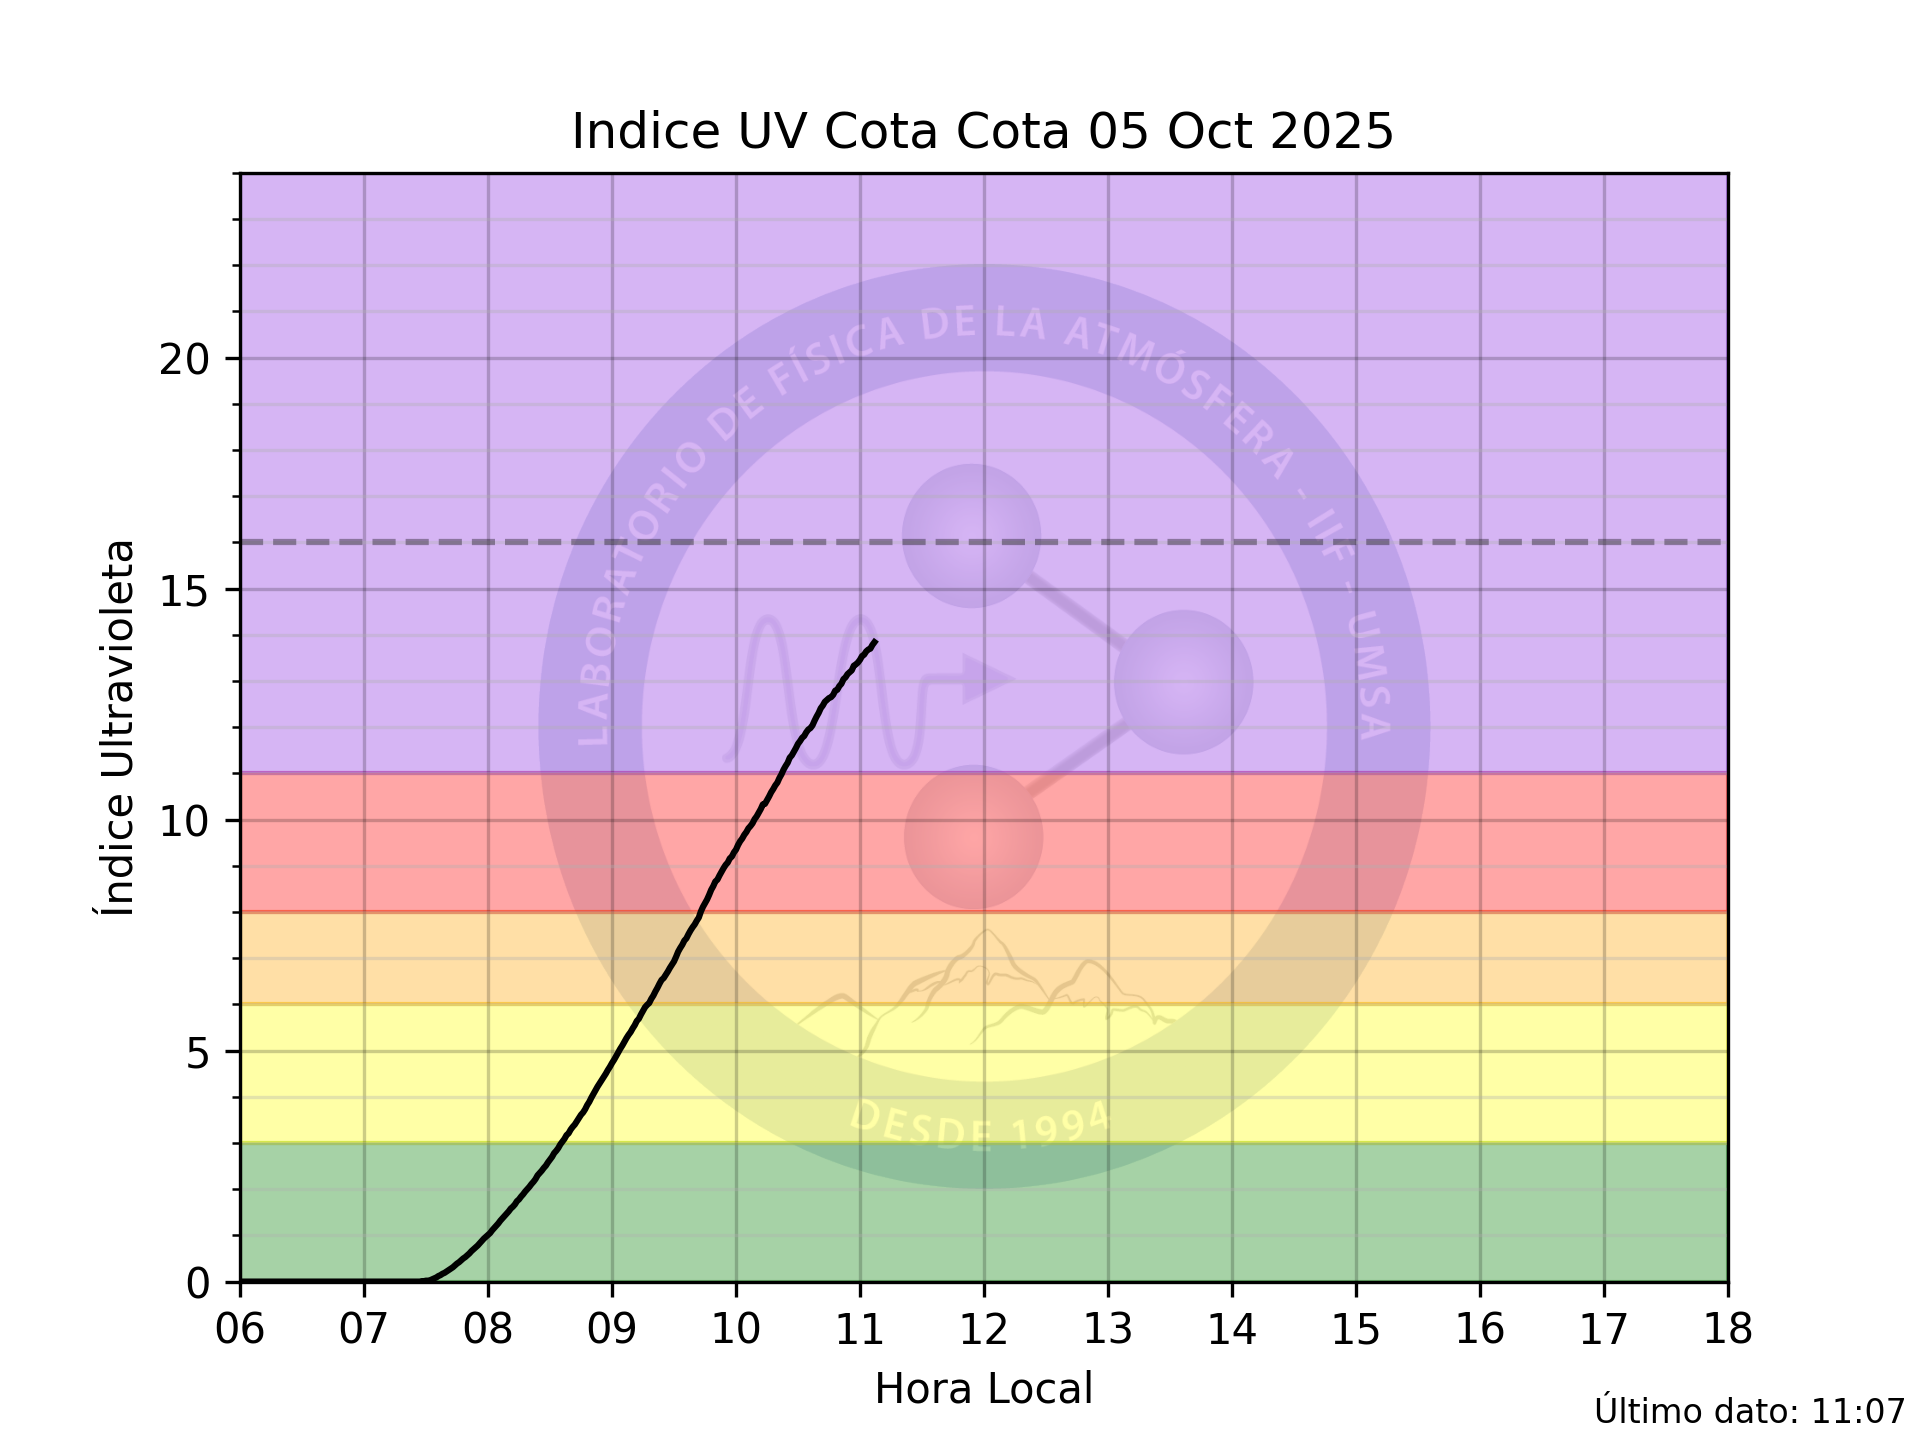 Indice UV Cota Cota 05 Oct 2025
Índice Ultravioleta
20
15
10
5
0
LABORATORIO DE FÍSICA DE LA ATMÓSFERA - IIF - UMSA
DESDE 1994
06 07 08 09 10 11 12 13 14 15 16 17 18
Hora Local
Último dato: 11:07